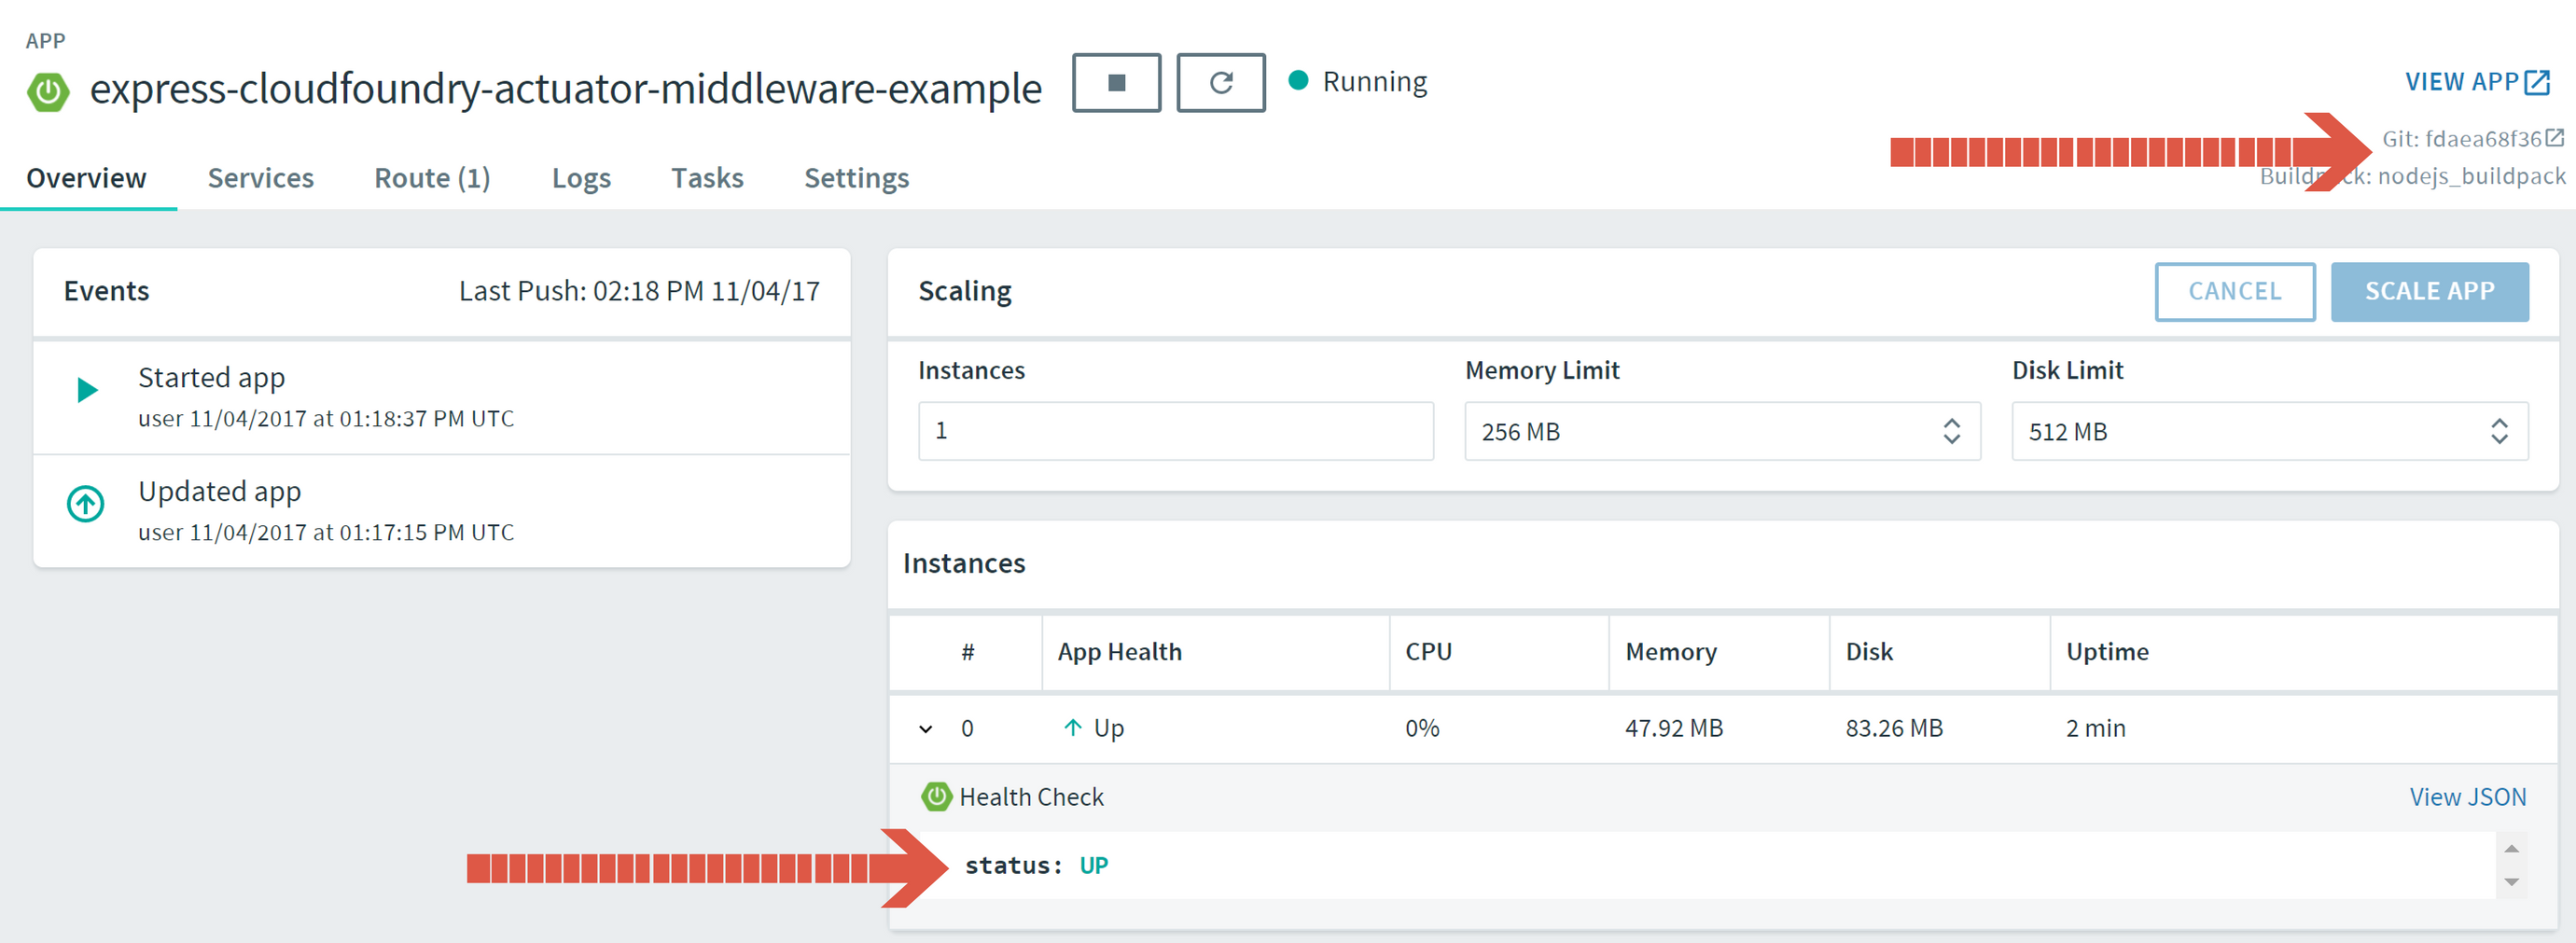 APP
express-cloudfoundry-actuator-middleware-example
Running
VIEW APP
Git: fdaea68f36
nodejs_buildpack
Overview Services Route (1) Logs Tasks Settings
Events Last Push: 02:18 PM 11/04/17
Started app
user 11/04/2017 at 01:18:37 PM UTC
Updated app
user 11/04/2017 at 01:17:15 PM UTC
Scaling CANCEL SCALE APP
Instances Memory Limit Disk Limit
1 256 MB 512 MB
Instances
# App Health CPU Memory Disk Uptime
0 Up 0% 47.92 MB 83.26 MB 2 min
Health Check View JSON
status: UP